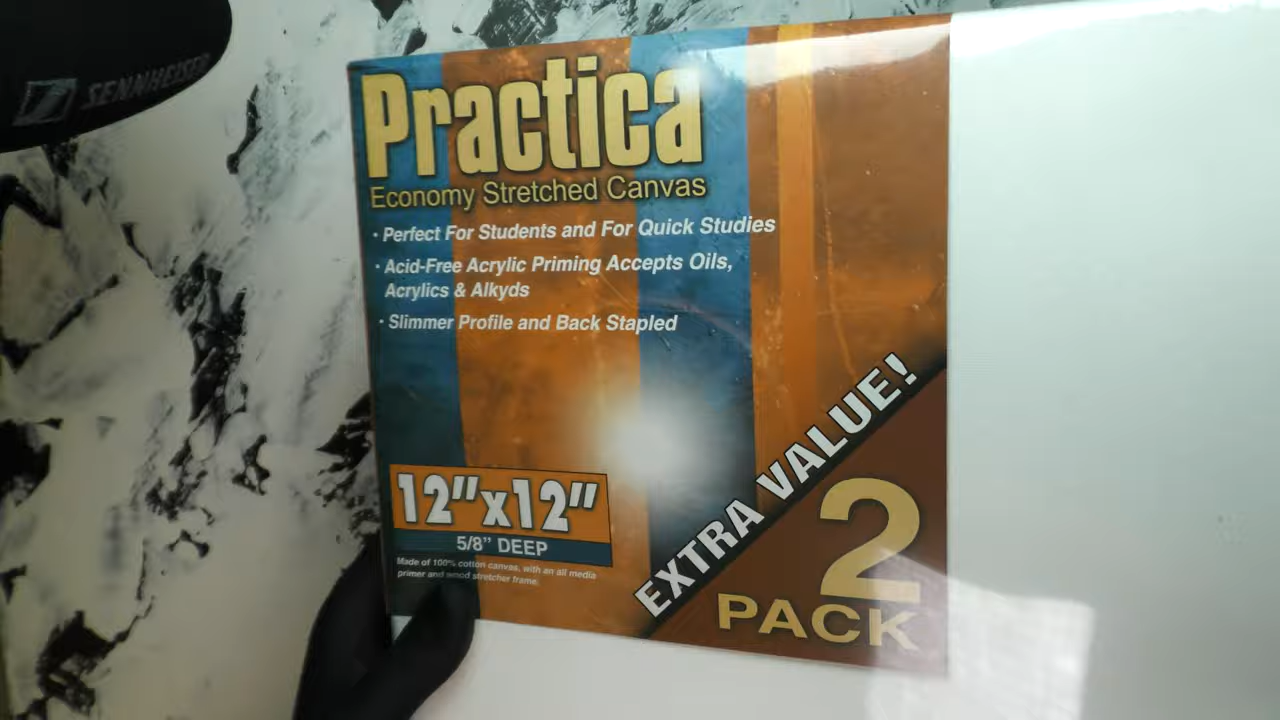 SENNHEISER
Practica
Economy Stretched Canvas
• Perfect For Students and For Quick Studies
• Acid-Free Acrylic Priming Accepts Oils,
Acrylics & Alkyds
• Slimmer Profile and Back Stapled
12"x12"
5/8" DEEP
Made of 100% cotton canvas, with an all media
primer and wood stretcher frame.
EXTRA VALUE!
2
PACK